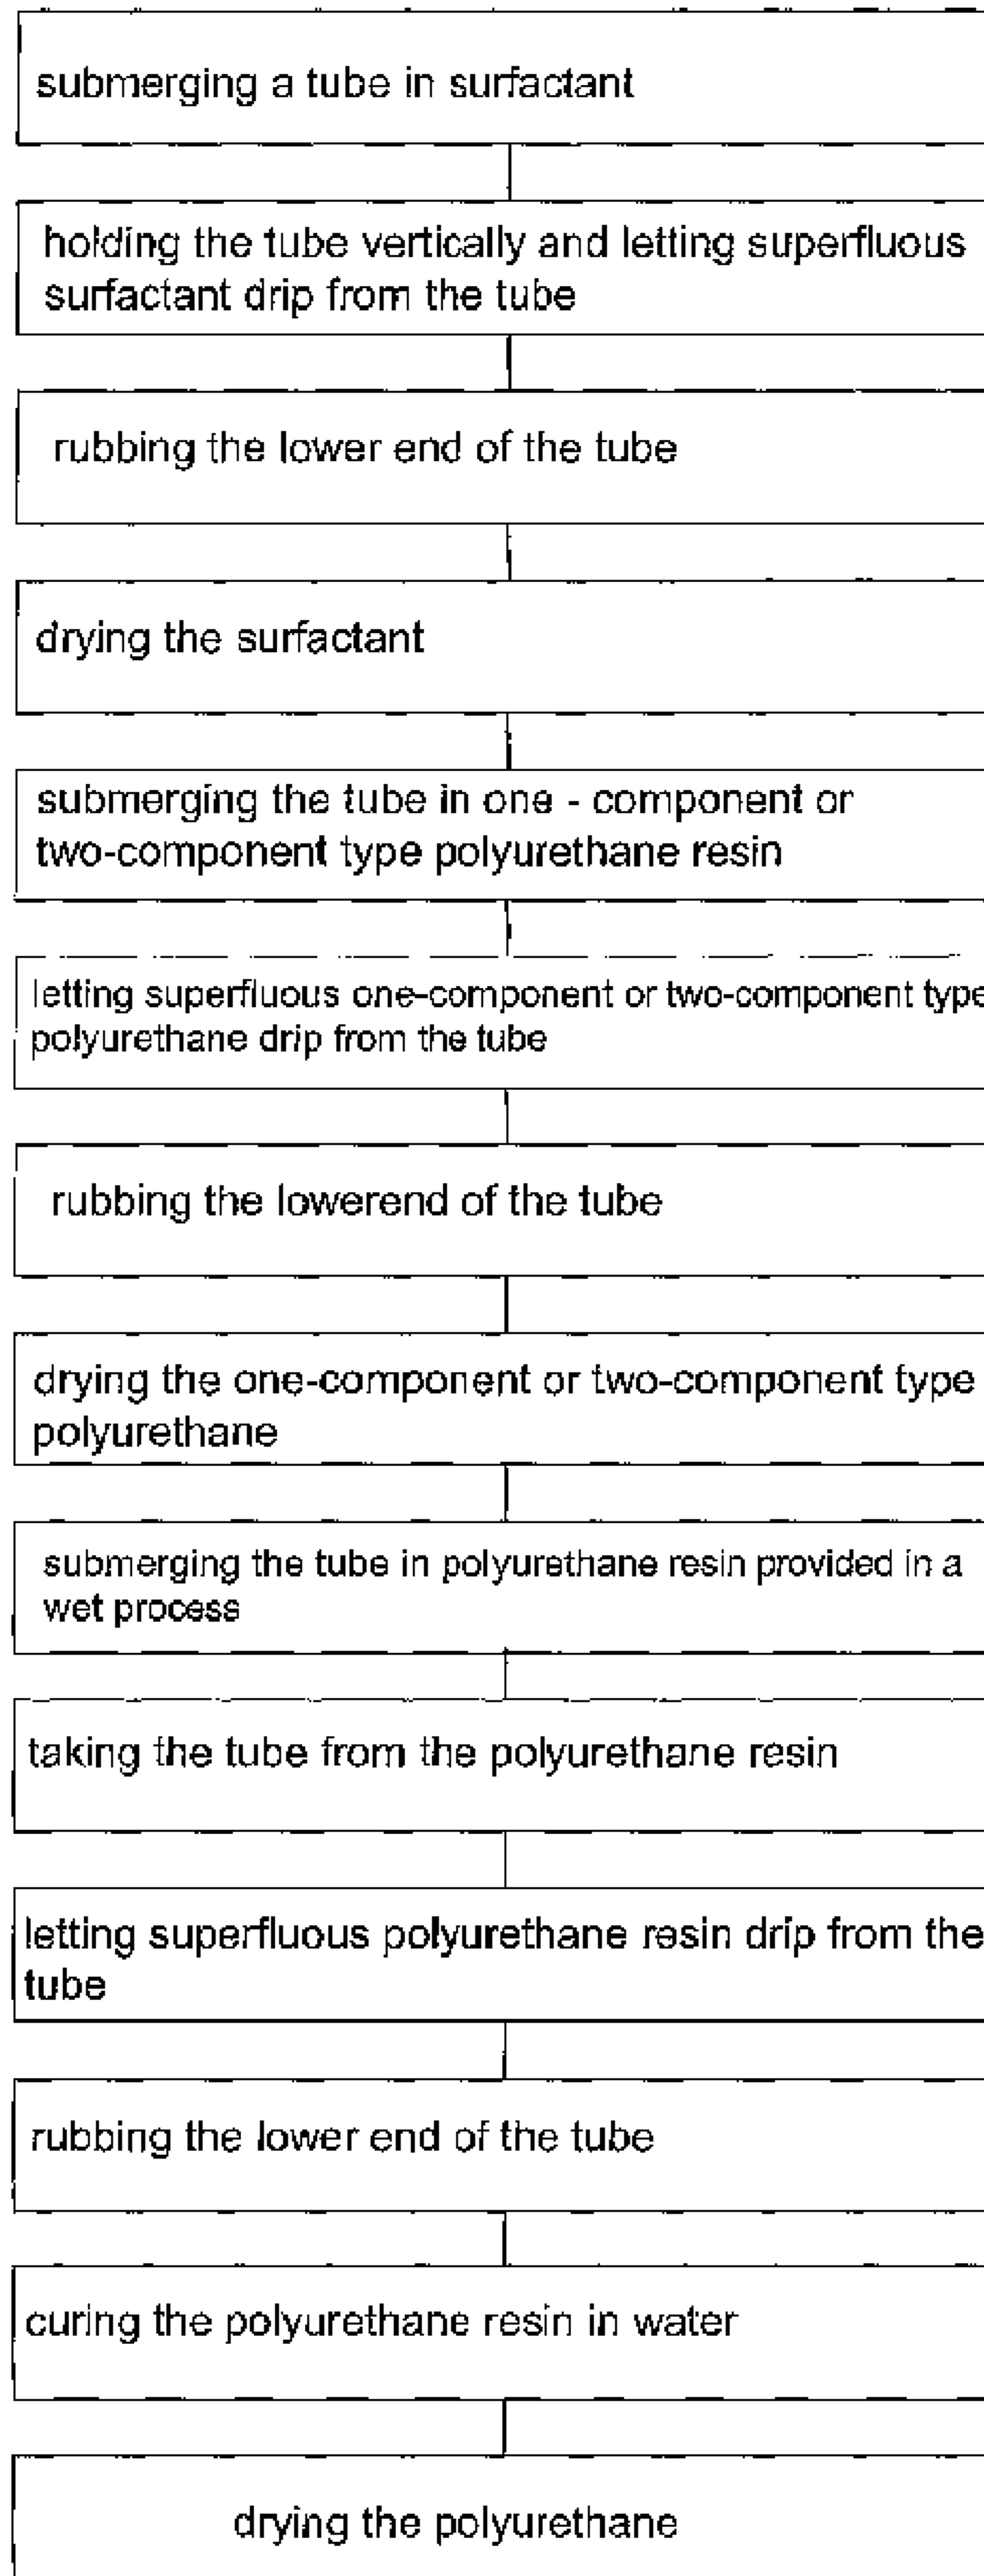 submerging a tube in surfactant
holding the tube vertically and letting superfluous
surfactant drip from the tube
rubbing the lower end of the tube
drying the surfactant
submerging the tube in one - component or
two-component type polyurethane resin
letting superfluous one-component or two-component type
polyurethane drip from the tube
rubbing the lowerend of the tube
drying the one-component or two-component type
polyurethane
submerging the tube in polyurethane resin provided in a
wet process
taking the tube from the polyurethane resin
letting superfluous polyurethane resin drip from the
tube
rubbing the lower end of the tube
curing the polyurethane resin in water
drying the polyurethane